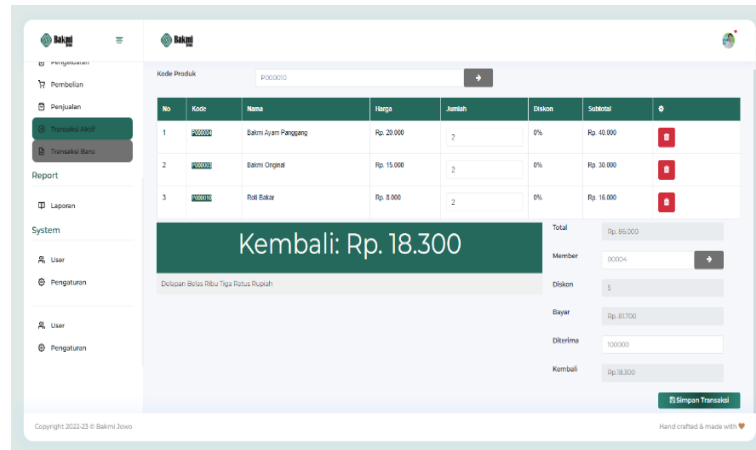 Bakmi
Bakmi
Pengeluaran
Pembelian
Penjualan
Transaksi Aktif
Transaksi Baru
Report
Laporan
System
User
Pengaturan
User
Pengaturan
Kode Produk P000010
No Kode Nama Harga Jumlah Diskon Subtotal
1 Bakmi Ayam Panggang Rp. 20.000 2 0% Rp. 40.000
2 Bakmi Original Rp. 15.000 2 0% Rp. 30.000
3 P000010 Roti Bakar Rp. 8.000 2 0% Rp. 16.000
Kembali: Rp. 18.300
Delapan Belas Ribu Tiga Ratus Rupiah
Total Rp. 86.000
Member 00004
Diskon 5
Bayar Rp. 81.700
Diterima 100000
Kembali Rp.18.300
Simpan Transaksi
Copyright 2022-23 © Bakmi Jowo
Hand crafted & made with